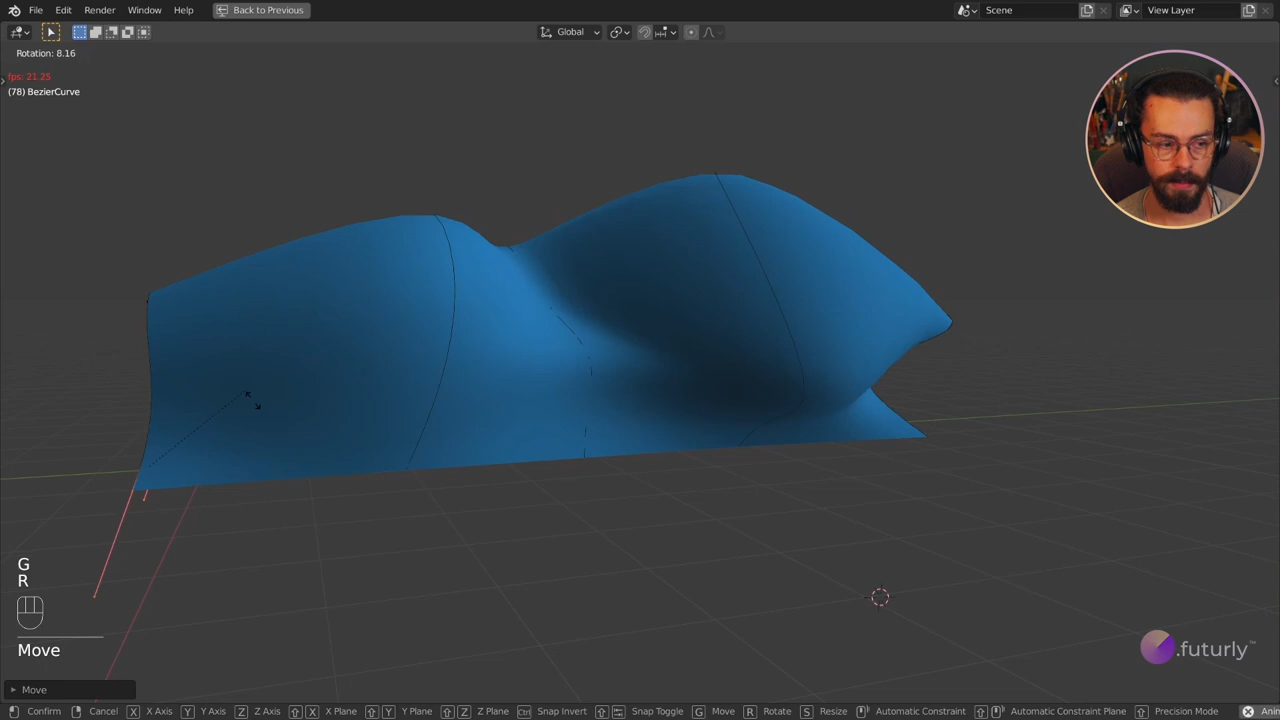 File Edit Render Window Help Back to Previous Scene View Layer
Global
Rotation: 8.16
fps: 21.25
(78) BezierCurve
G
R
Move
.futurly™
Move
Confirm Cancel X X Axis Y Y Axis Z Z Axis X X Plane Y Y Plane Z Z Plane Ctrl Snap Invert Snap Toggle G Move R Rotate S Resize Automatic Constraint Automatic Constraint Plane Precision Mode Ani